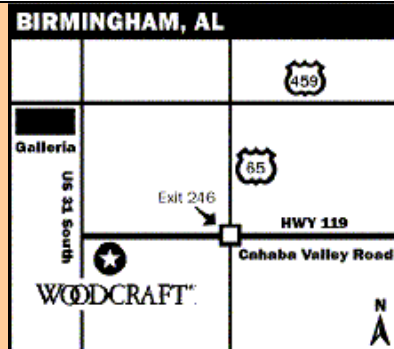 BIRMINGHAM, AL
459
Galleria
65
US 31 South
Exit 246
HWY 119
Cahaba Valley Road
WOODCRAFT
N